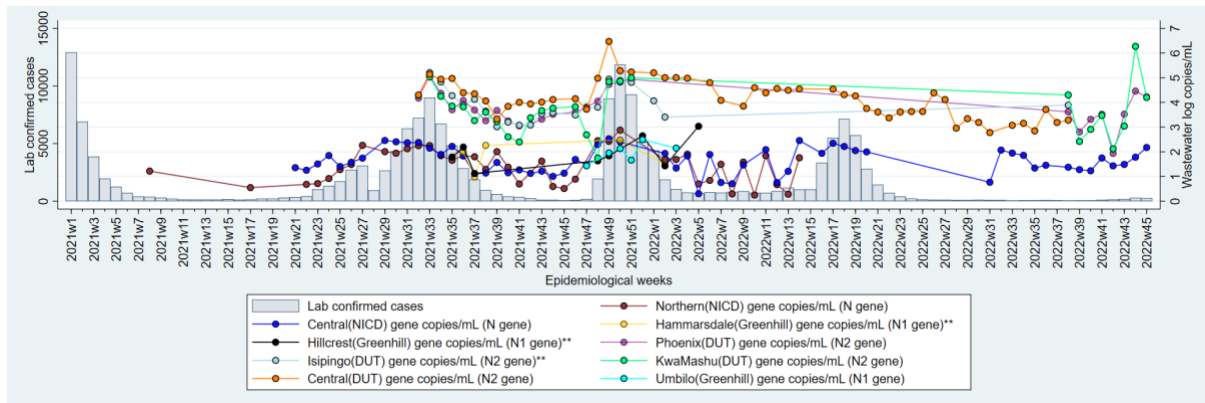 15000
10000
5000
0
Lab confirmed cases
7
6
5
4
3
2
1
0
Wastewater log copies/mL
2021w1
2021w3
2021w5
2021w7
2021w9
2021w11
2021w13
2021w15
2021w17
2021w19
2021w21
2021w23
2021w25
2021w27
2021w29
2021w31
2021w33
2021w35
2021w37
2021w39
2021w41
2021w43
2021w45
2021w47
2021w49
2021w51
2022w1
2022w3
2022w5
2022w7
2022w9
2022w11
2022w13
2022w15
2022w17
2022w19
2022w21
2022w23
2022w25
2022w27
2022w29
2022w31
2022w33
2022w35
2022w37
2022w39
2022w41
2022w43
2022w45
Epidemiological weeks
Lab confirmed cases
Northern(NICD) gene copies/mL (N gene)
Central(NICD) gene copies/mL (N gene)
Hammarsdale(Greenhill) gene copies/mL (N1 gene)**
Hillcrest(Greenhill) gene copies/mL (N1 gene)**
Phoenix(DUT) gene copies/mL (N2 gene)
Isipingo(DUT) gene copies/mL (N2 gene)**
KwaMashu(DUT) gene copies/mL (N2 gene)
Central(DUT) gene copies/mL (N2 gene)
Umbilo(Greenhill) gene copies/mL (N1 gene)